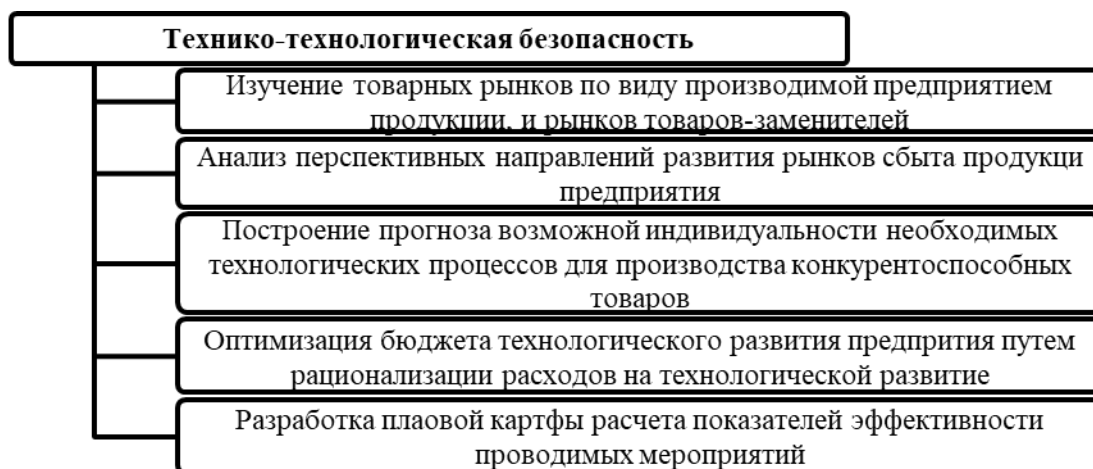 Технико-технологическая безопасность
Изучение товарных рынков по виду производимой предприятием
продукции, и рынков товаров-заменителей
Анализ перспективных направлений развития рынков сбыта продукци
предприятия
Построение прогноза возможной индивидуальности необходимых
технологических процессов для производства конкурентоспособных
товаров
Оптимизация бюджета технологического развития предпрития путем
рационализации расходов на технологической развитие
Разработка плаовой картфы расчета показателей эффективности
проводимых мероприятий